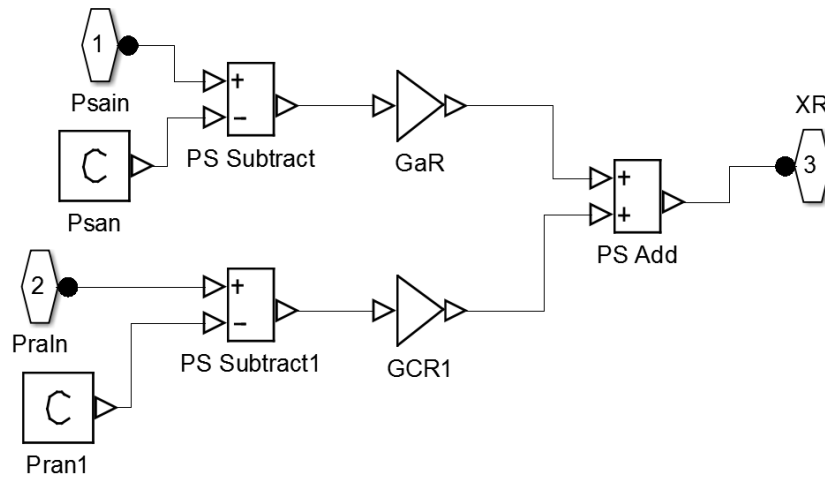 1
Psain
+
−
PS Subtract
C
Psan
GaR
XR
3
+
+
PS Add
2
PraIn
+
−
PS Subtract1
C
Pran1
GCR1